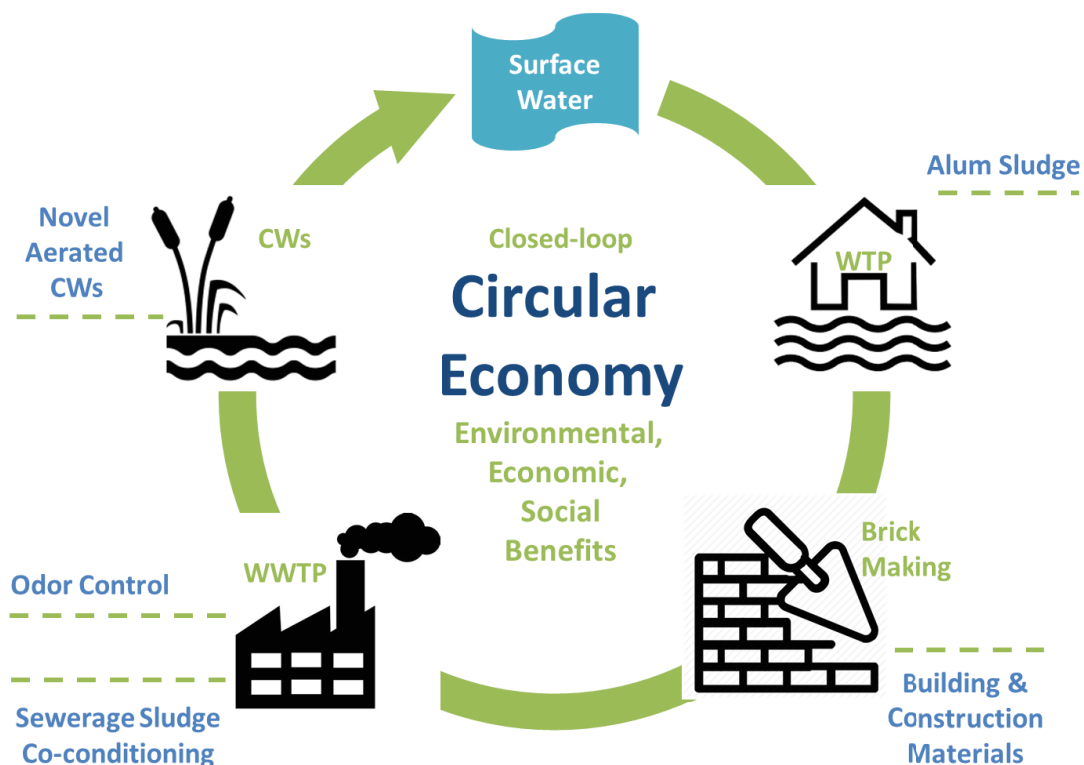 Surface
Water
Alum Sludge
WTP
Novel
Aerated
CWs
CWs
Closed-loop
Circular
Economy
Environmental,
Economic,
Social
Benefits
Brick
Making
Building &
Construction
Materials
WWTP
Odor Control
Sewerage Sludge
Co-conditioning